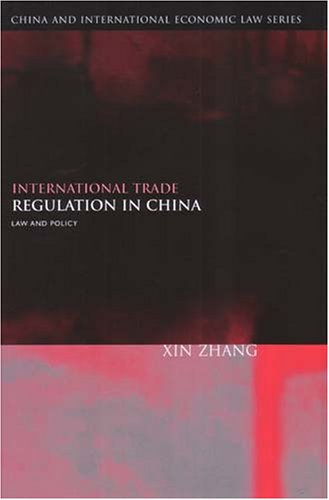 CHINA AND INTERNATIONAL ECONOMIC LAW SERIES
INTERNATIONAL TRADE
REGULATION IN CHINA
LAW AND POLICY
XIN ZHANG